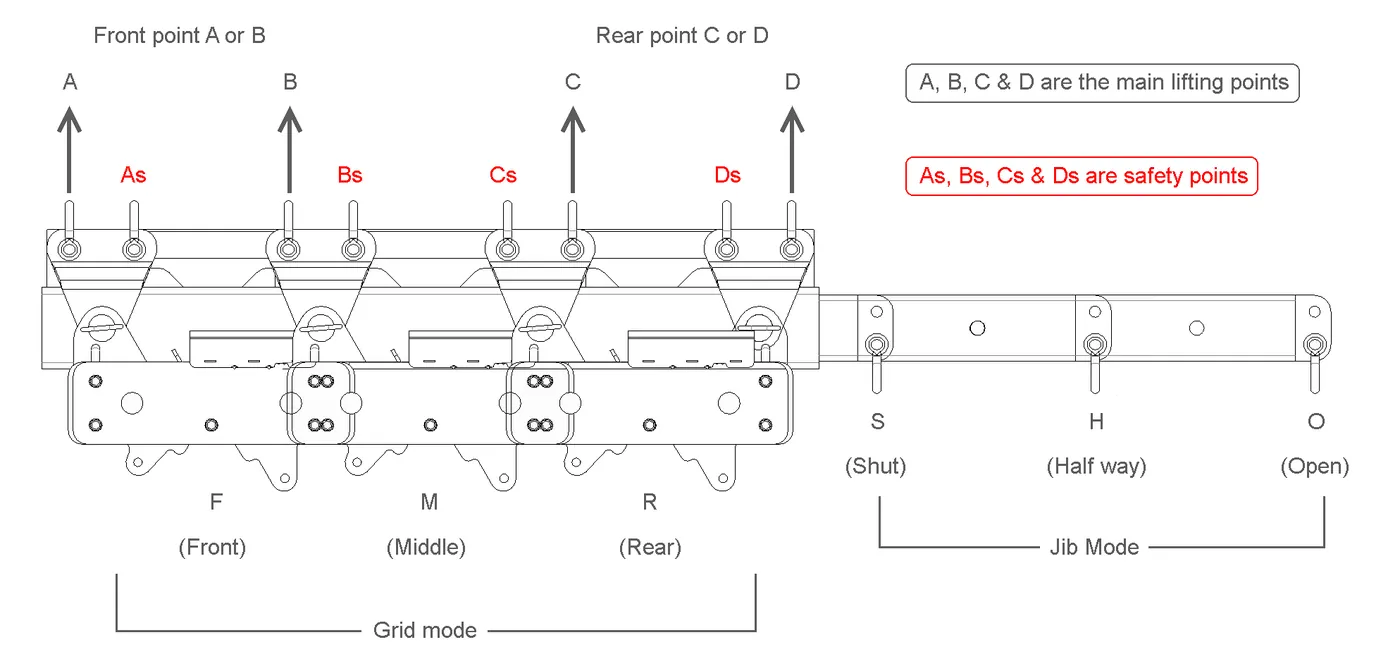 Front point A or B
Rear point C or D
A
B
C
D
A, B, C & D are the main lifting points
As
Bs
Cs
Ds
As, Bs, Cs & Ds are safety points
S
H
O
(Shut)
(Half way)
(Open)
F
M
R
(Front)
(Middle)
(Rear)
Jib Mode
Grid mode